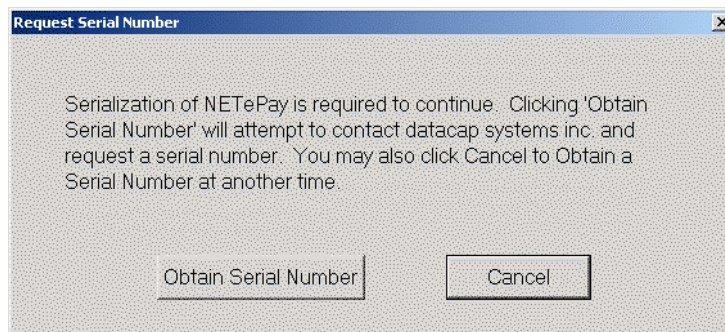 Request Serial Number
Serialization of NETePay is required to continue.  Clicking 'Obtain
Serial Number' will attempt to contact datacap systems inc. and
request a serial number.  You may also click Cancel to Obtain a
Serial Number at another time.
Obtain Serial Number
Cancel